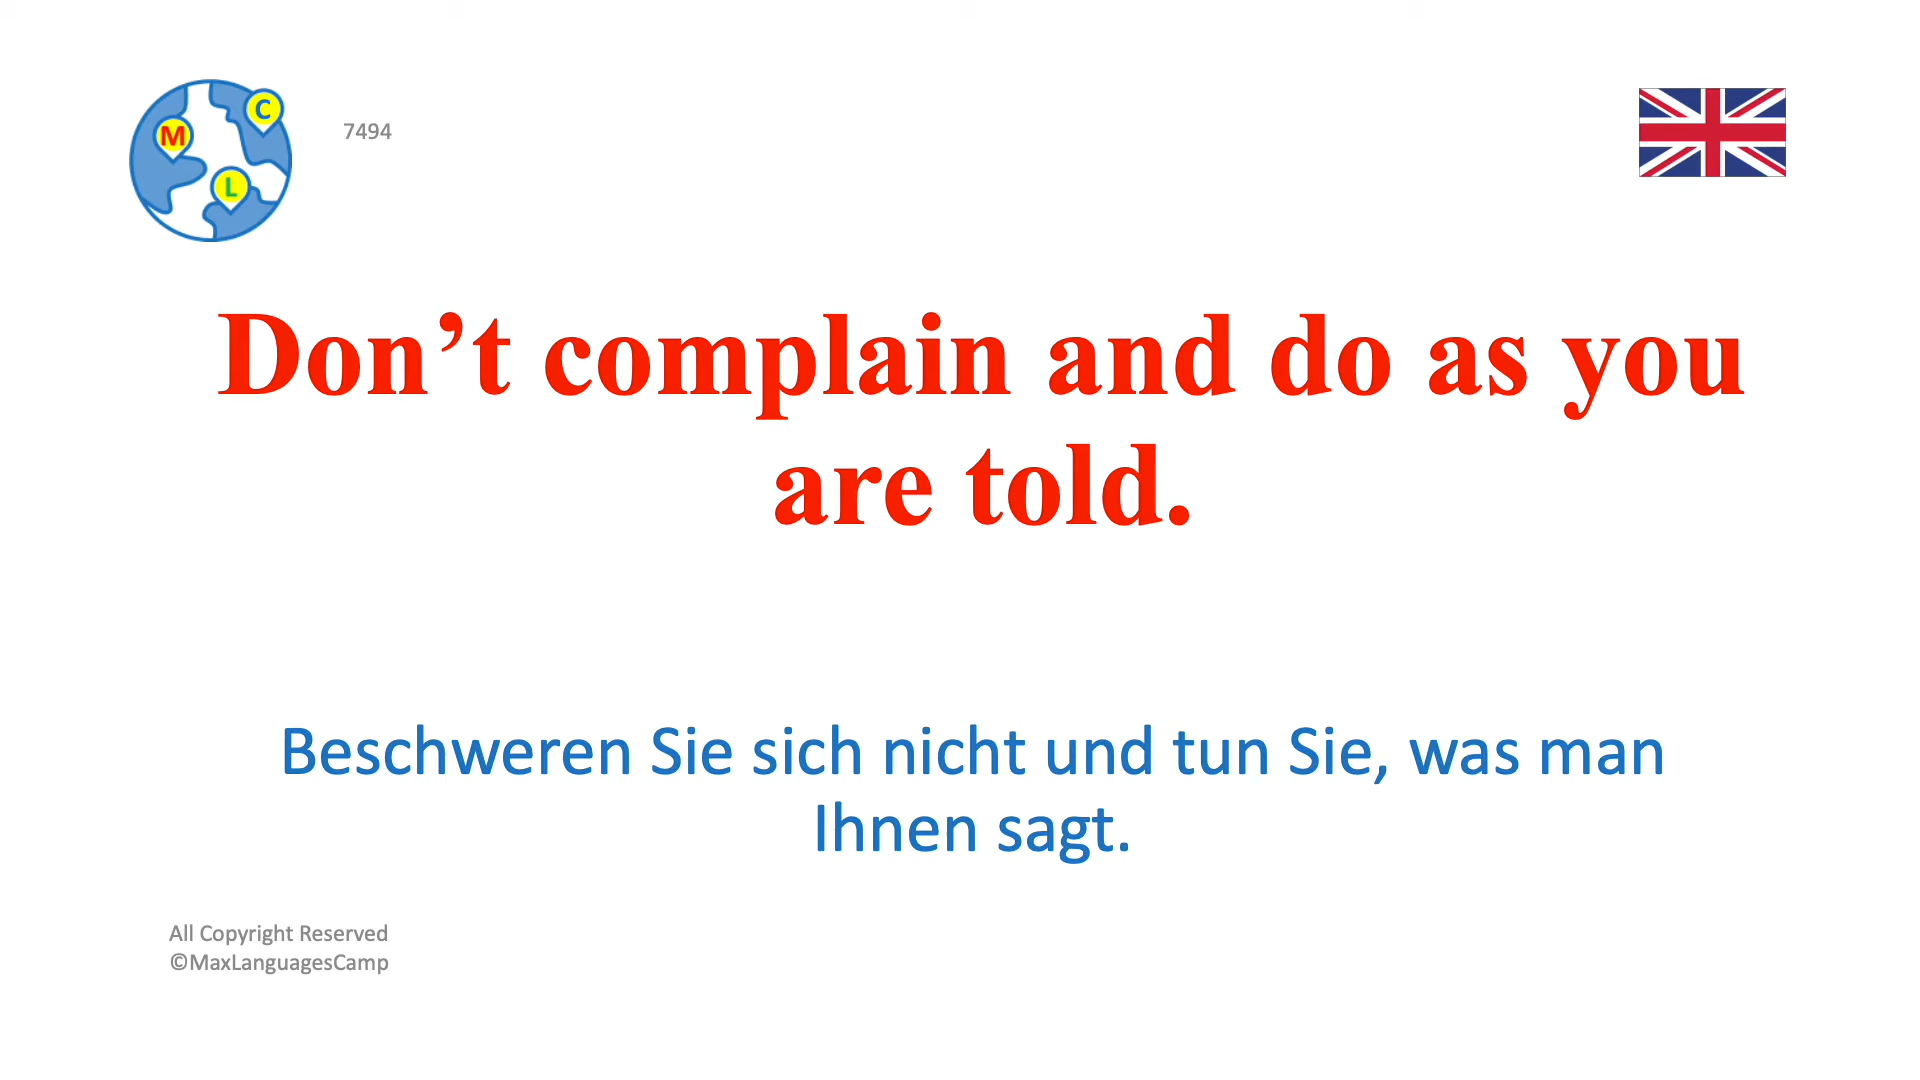 M
C
L
7494
Don’t complain and do as you
are told.
Beschweren Sie sich nicht und tun Sie, was man
Ihnen sagt.
All Copyright Reserved
©MaxLanguagesCamp